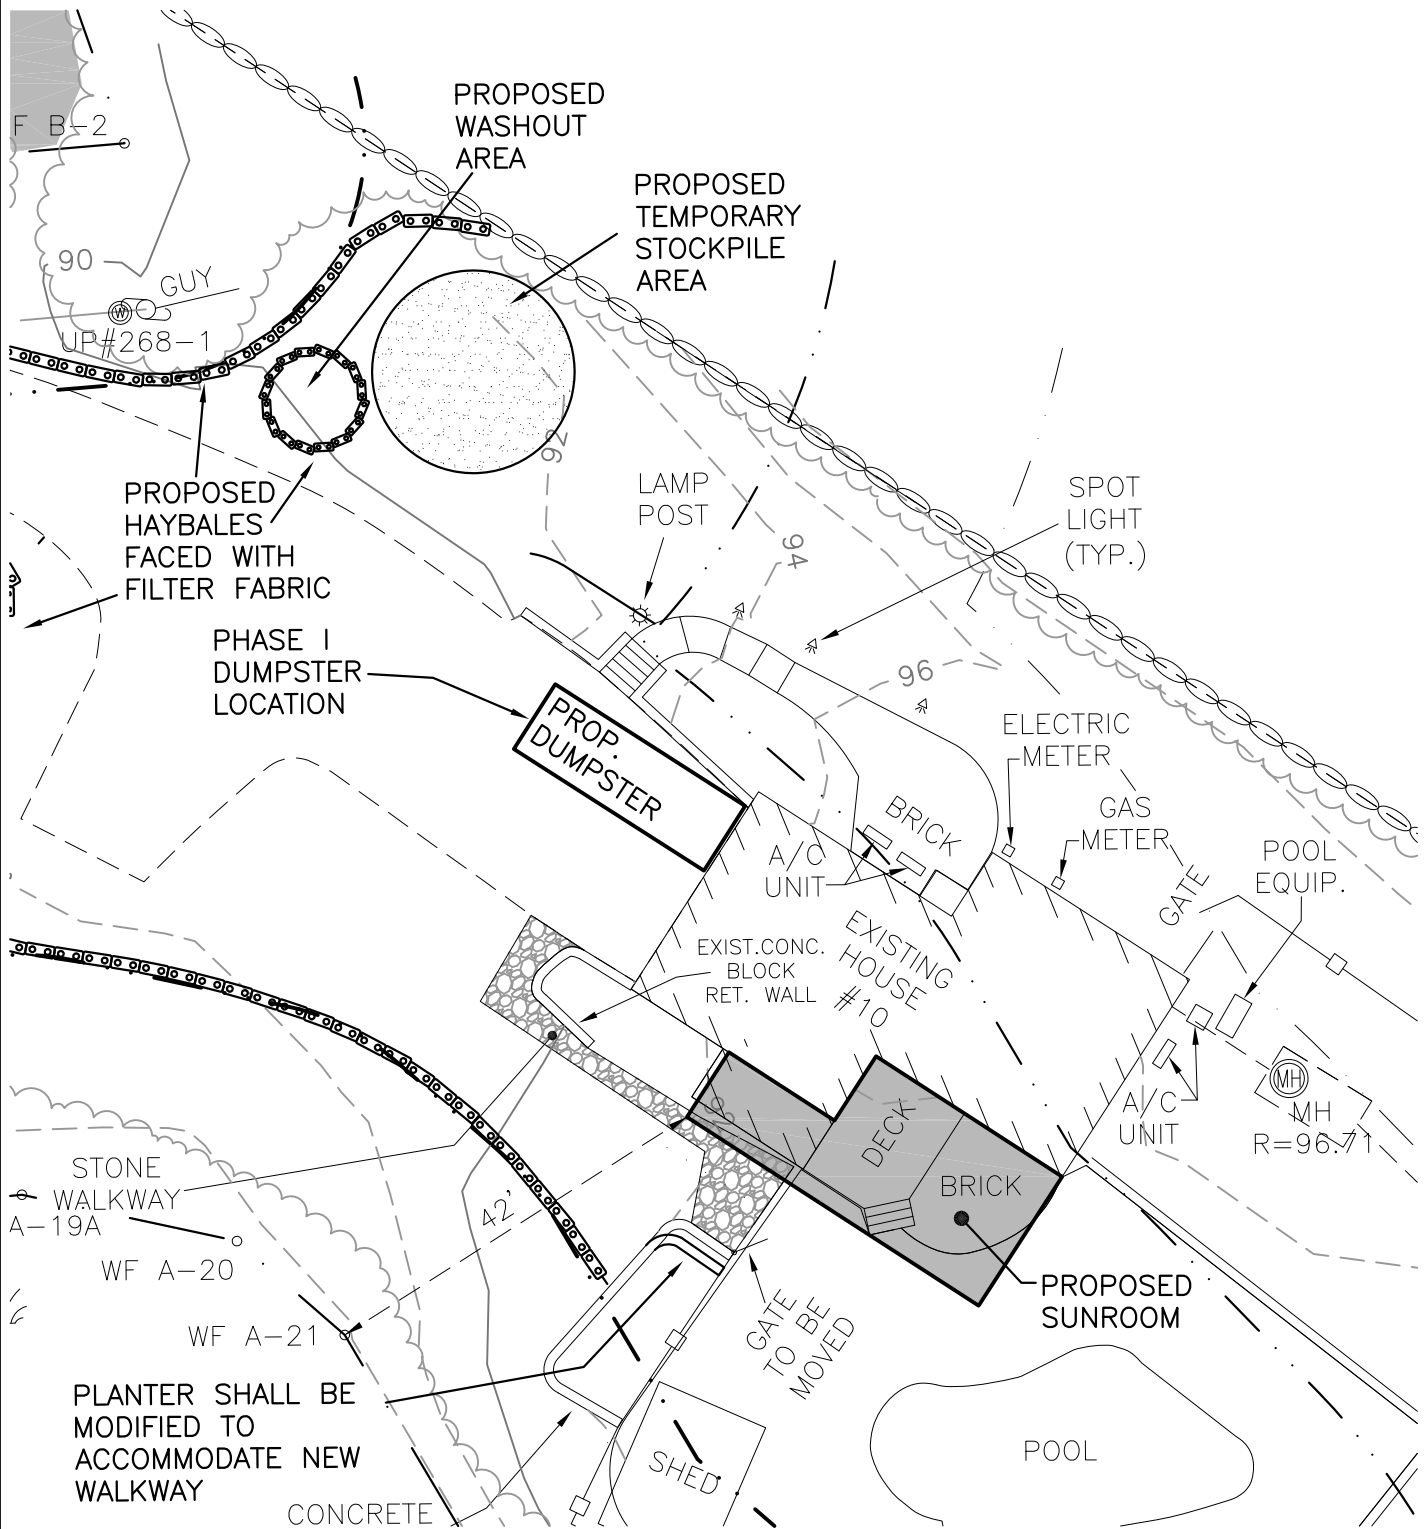 PROPOSED
WASHOUT
AREA
F B-2
PROPOSED
TEMPORARY
STOCKPILE
AREA
90
GUY
W
UP#268-1
92
LAMP
POST
SPOT
LIGHT
(TYP.)
PROPOSED
HAYBALES
FACED WITH
FILTER FABRIC
94
PHASE I
DUMPSTER
LOCATION
96
PROP.
DUMPSTER
ELECTRIC
METER
GAS
METER
BRICK
A/C
UNIT
POOL
EQUIP.
GATE
EXISTING
HOUSE
#10
EXIST.CONC.
BLOCK
RET. WALL
MH
MH
R=96.71
A/C
UNIT
DECK
BRICK
STONE
WALKWAY
A-19A
42'
WF A-20
WF A-21
PROPOSED
SUNROOM
GATE
TO BE
MOVED
PLANTER SHALL BE
MODIFIED TO
ACCOMMODATE NEW
WALKWAY
SHED
POOL
CONCRETE